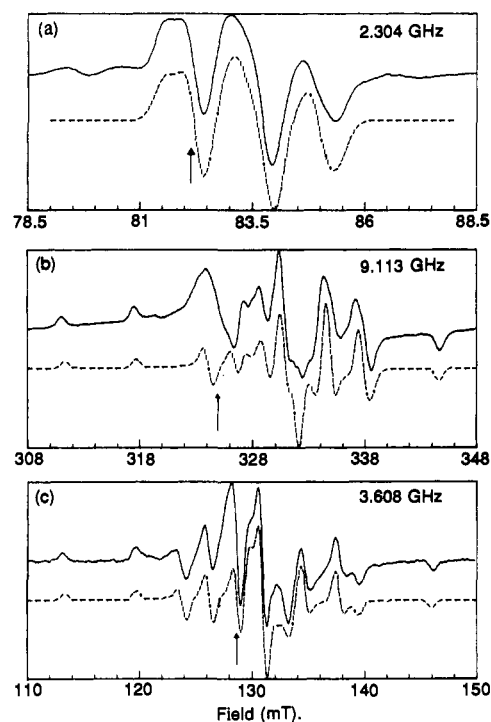 (a) 2.304 GHz
78.5 81 83.5 86 88.5
(b) 9.113 GHz
308 318 328 338 348
(c) 3.608 GHz
110 120 130 140 150
Field (mT).